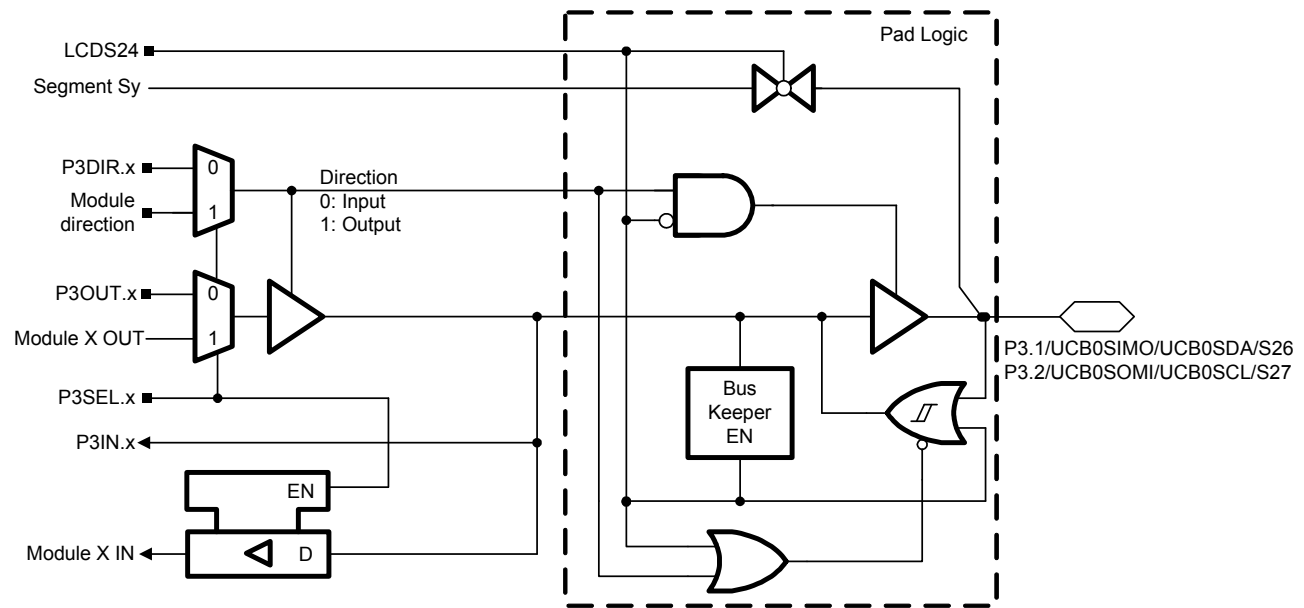 Pad Logic
LCDS24
Segment Sy
P3DIR.x
0
Module
direction
1
Direction
0: Input
1: Output
P3OUT.x
0
Module X OUT
1
P3SEL.x
P3IN.x
EN
Module X IN
D
Bus
Keeper
EN
P3.1/UCB0SIMO/UCB0SDA/S26
P3.2/UCB0SOMI/UCB0SCL/S27